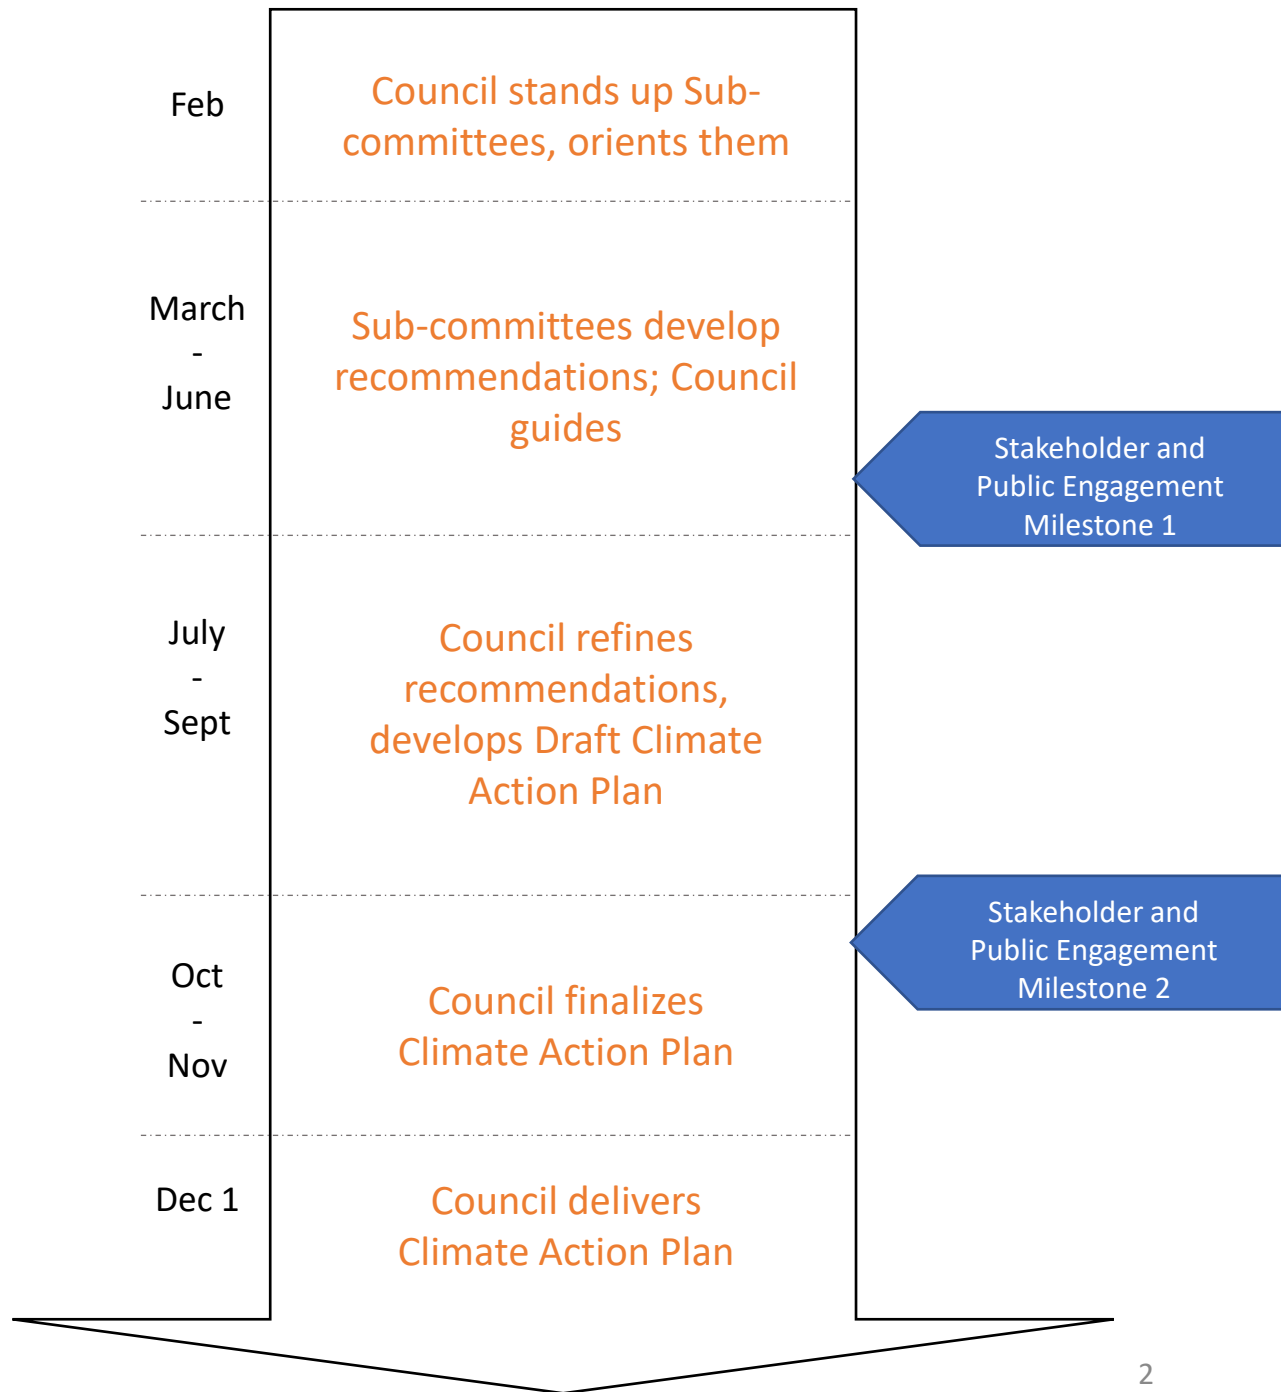 Feb
Council stands up Sub-
committees, orients them
March
-
June
Sub-committees develop
recommendations; Council
guides
Stakeholder and
Public Engagement
Milestone 1
July
-
Sept
Council refines
recommendations,
develops Draft Climate
Action Plan
Stakeholder and
Public Engagement
Milestone 2
Oct
-
Nov
Council finalizes
Climate Action Plan
Dec 1
Council delivers
Climate Action Plan
2